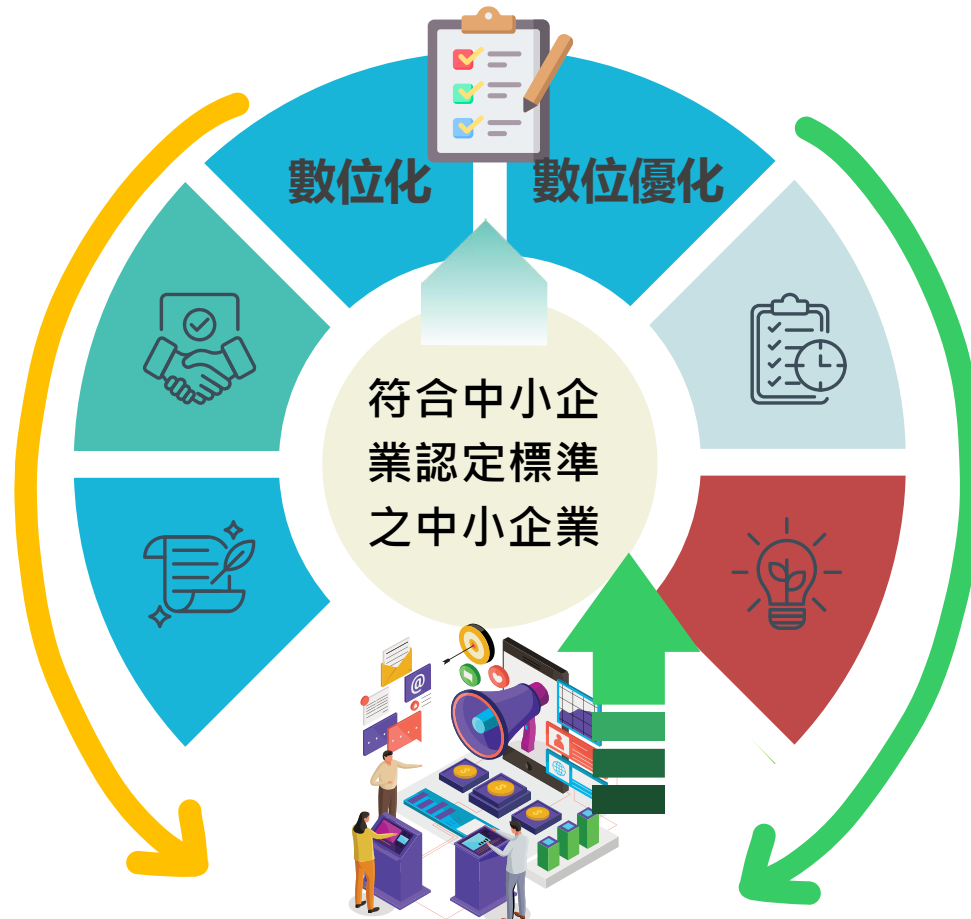 數位化
數位優化
符合中小企
業認定標準
之中小企業
@